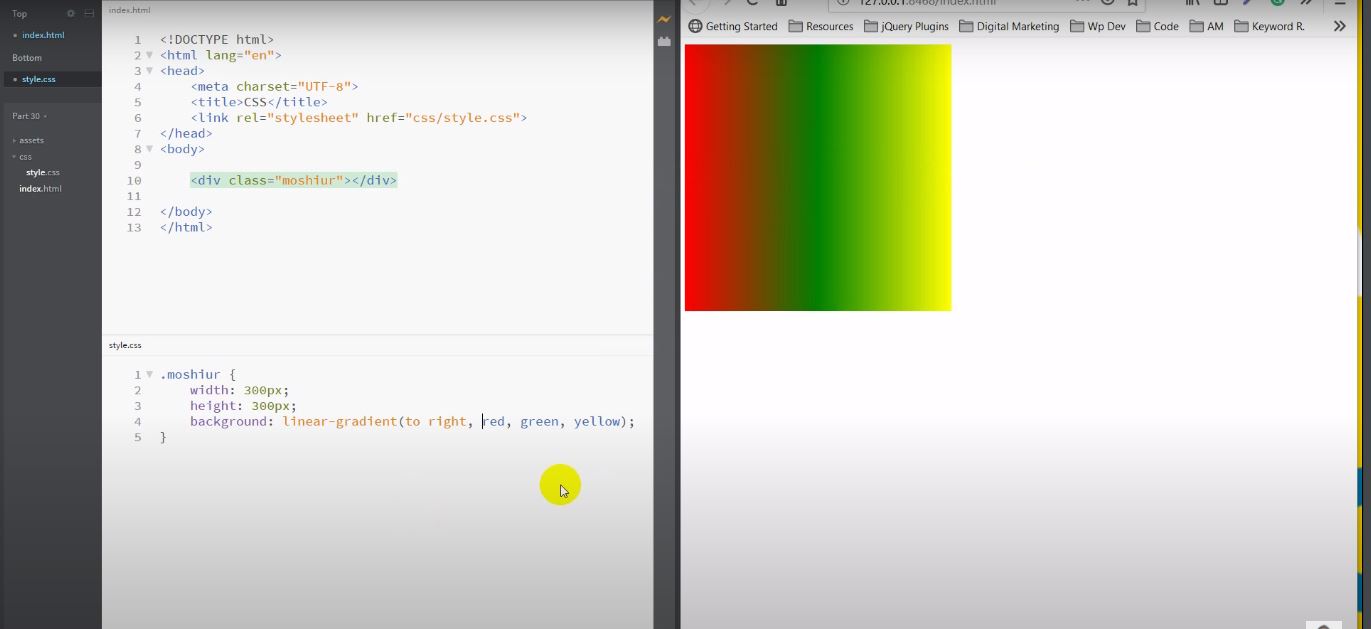 Top
index.html
Bottom
style.css
Part 30
assets
css
style.css
index.html
index.html
1 <!DOCTYPE html>
2 <html lang="en">
3 <head>
4 <meta charset="UTF-8">
5 <title>CSS</title>
6 <link rel="stylesheet" href="css/style.css">
7 </head>
8 <body>
9
10 <div class="moshiur"></div>
11
12 </body>
13 </html>
style.css
1 .moshiur {
2 width: 300px;
3 height: 300px;
4 background: linear-gradient(to right, red, green, yellow);
5 }
127.0.0.1:8468/index.html
Getting Started Resources jQuery Plugins Digital Marketing Wp Dev Code AM Keyword R.